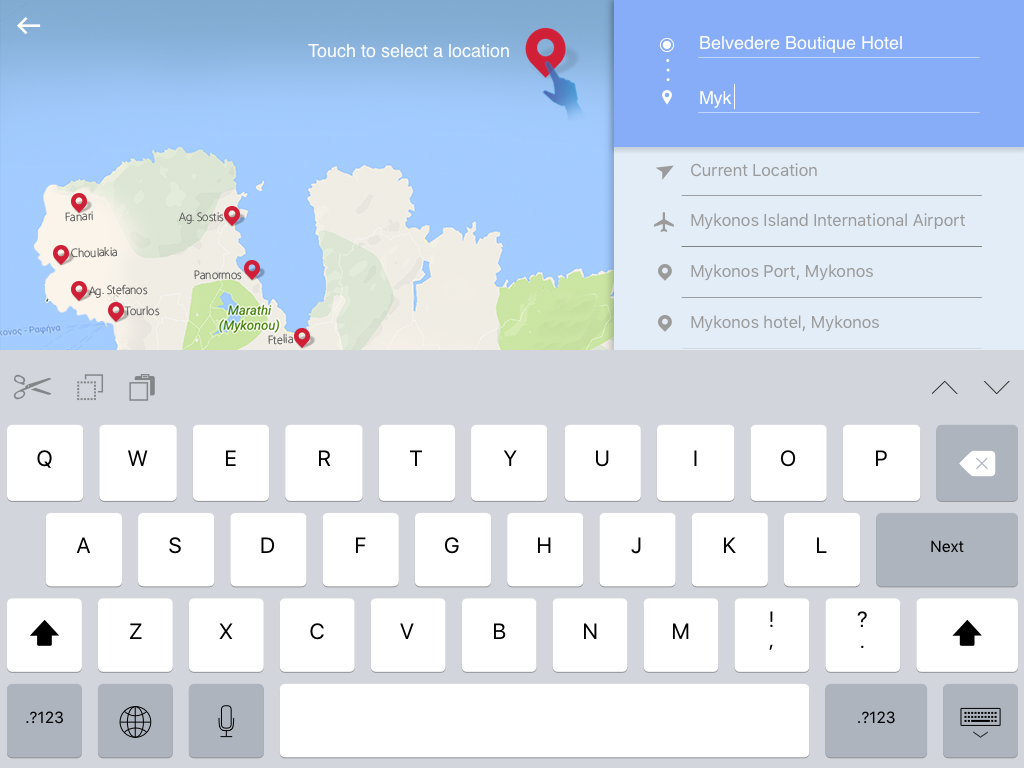 Touch to select a location
Belvedere Boutique Hotel
Myk
Current Location
Mykonos Island International Airport
Mykonos Port, Mykonos
Mykonos hotel, Mykonos
Fanari
Ag. Sostis
Choulakia
Panormos
Ag. Stefanos
Tourlos
Marathi
(Mykonou)
Ftelia
κονος - Ραφήνα
Q W E R T Y U I O P
A S D F G H J K L Next
Z X C V B N M ! ?
, .
.?123 .?123